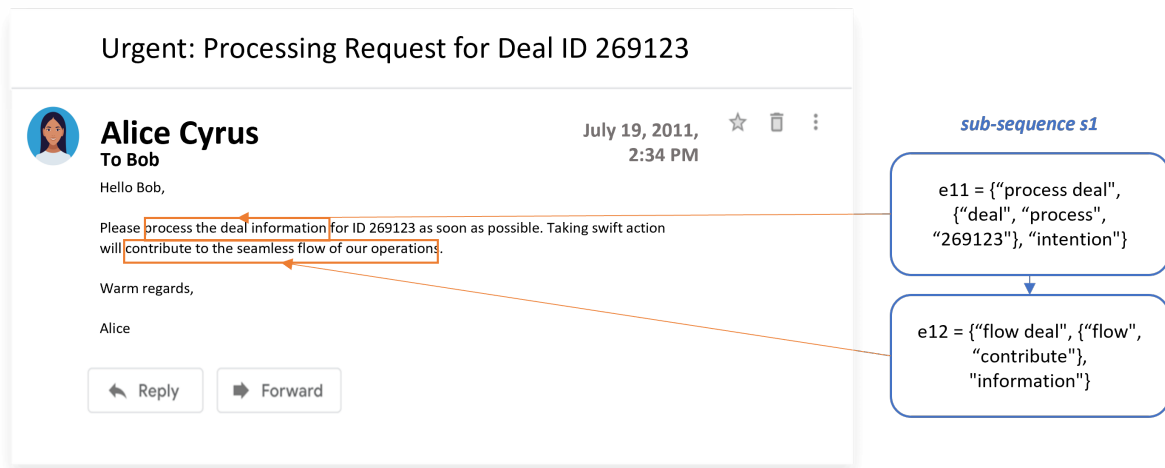 Urgent: Processing Request for Deal ID 269123
Alice Cyrus
To Bob
July 19, 2011,
2:34 PM
Hello Bob,
Please process the deal information for ID 269123 as soon as possible. Taking swift action
will contribute to the seamless flow of our operations.
Warm regards,
Alice
Reply
Forward
sub-sequence s1
e11 = {“process deal",
{“deal”, “process”,
“269123"}, “intention"}
e12 = {“flow deal", {“flow",
“contribute"},
"information"}